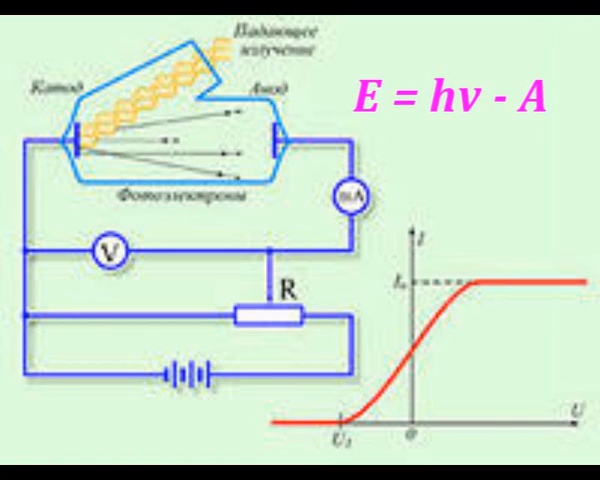 Падающее
излучение
Катод
Анод
E = hν - A
Фотоэлектроны
mA
V
R
I
Iн
U
U₃
0